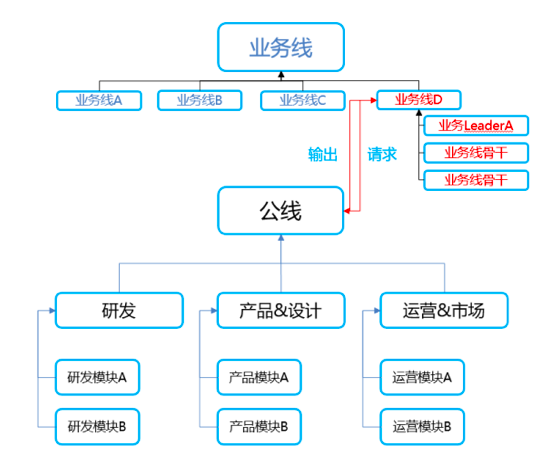 业务线
业务线A
业务线B
业务线C
业务线D
业务LeaderA
输出
请求
业务线骨干
业务线骨干
公线
研发
产品&设计
运营&市场
研发模块A
产品模块A
运营模块A
研发模块B
产品模块B
运营模块B